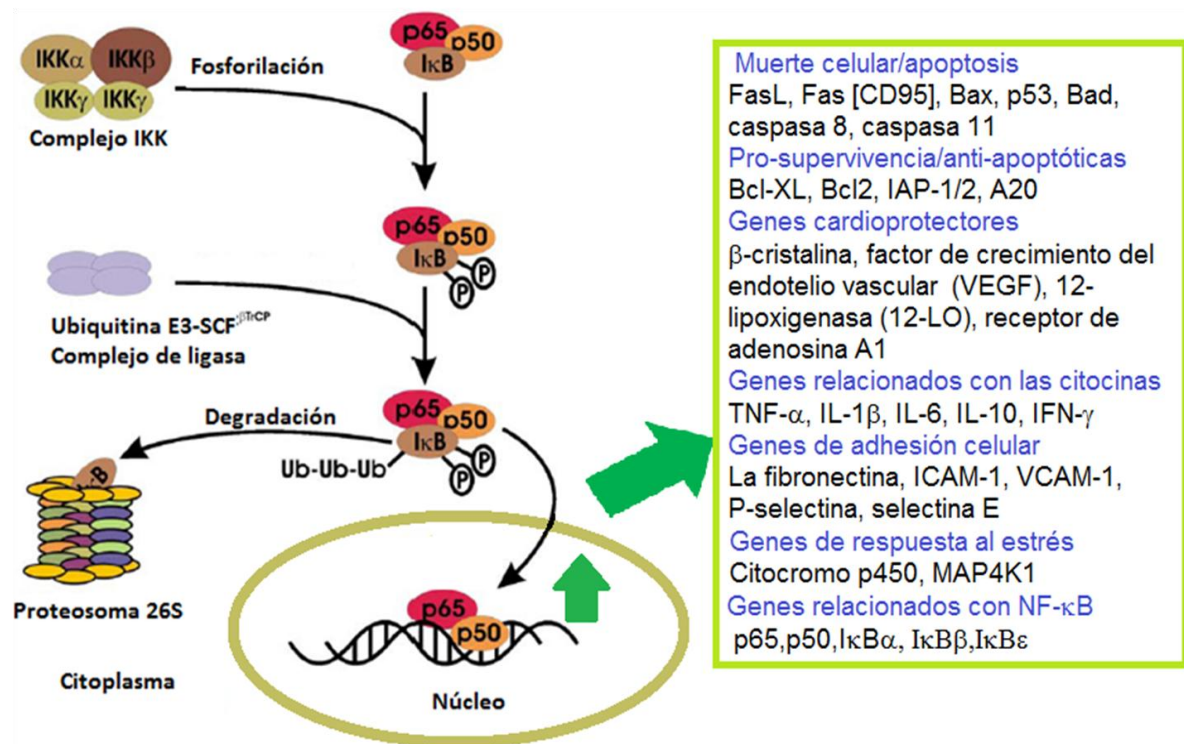 IKKα IKKβ
IKKγ IKKγ
Complejo IKK
Fosforilación
p65
p50
IκB
p65
p50
IκB
P
P
Ubiquitina E3-SCF;βTrCP
Complejo de ligasa
Degradación
p65
p50
IκB
Ub-Ub-Ub
P
P
Proteosoma 26S
Citoplasma
p65
p50
Núcleo
Muerte celular/apoptosis
FasL, Fas [CD95], Bax, p53, Bad,
caspasa 8, caspasa 11
Pro-supervivencia/anti-apoptóticas
Bcl-XL, Bcl2, IAP-1/2, A20
Genes cardioprotectores
β-cristalina, factor de crecimiento del
endotelio vascular (VEGF), 12-
lipoxigenasa (12-LO), receptor de
adenosina A1
Genes relacionados con las citocinas
TNF-α, IL-1β, IL-6, IL-10, IFN-γ
Genes de adhesión celular
La fibronectina, ICAM-1, VCAM-1,
P-selectina, selectina E
Genes de respuesta al estrés
Citocromo p450, MAP4K1
Genes relacionados con NF-κB
p65,p50,IκBα, IκBβ,IκBε